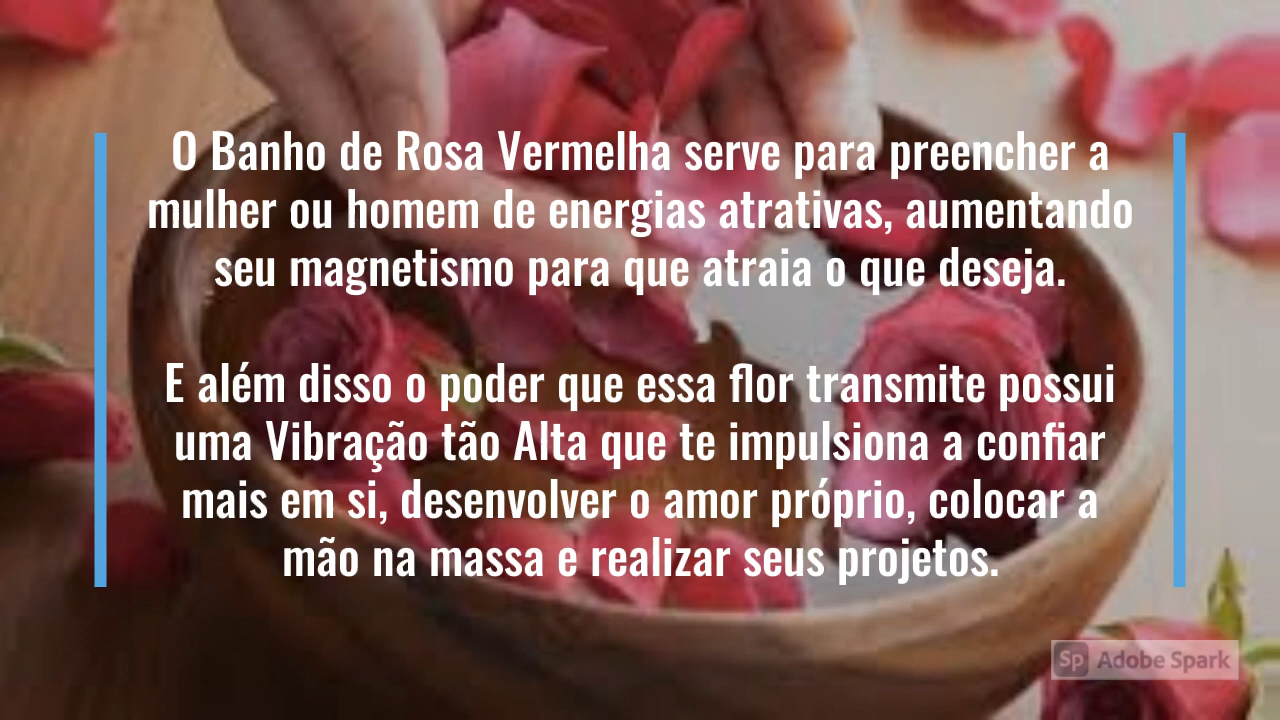 O Banho de Rosa Vermelha serve para preencher a
mulher ou homem de energias atrativas, aumentando
seu magnetismo para que atraia o que deseja.
E além disso o poder que essa flor transmite possui
uma Vibração tão Alta que te impulsiona a confiar
mais em si, desenvolver o amor próprio, colocar a
mão na massa e realizar seus projetos.
Sp Adobe Spark